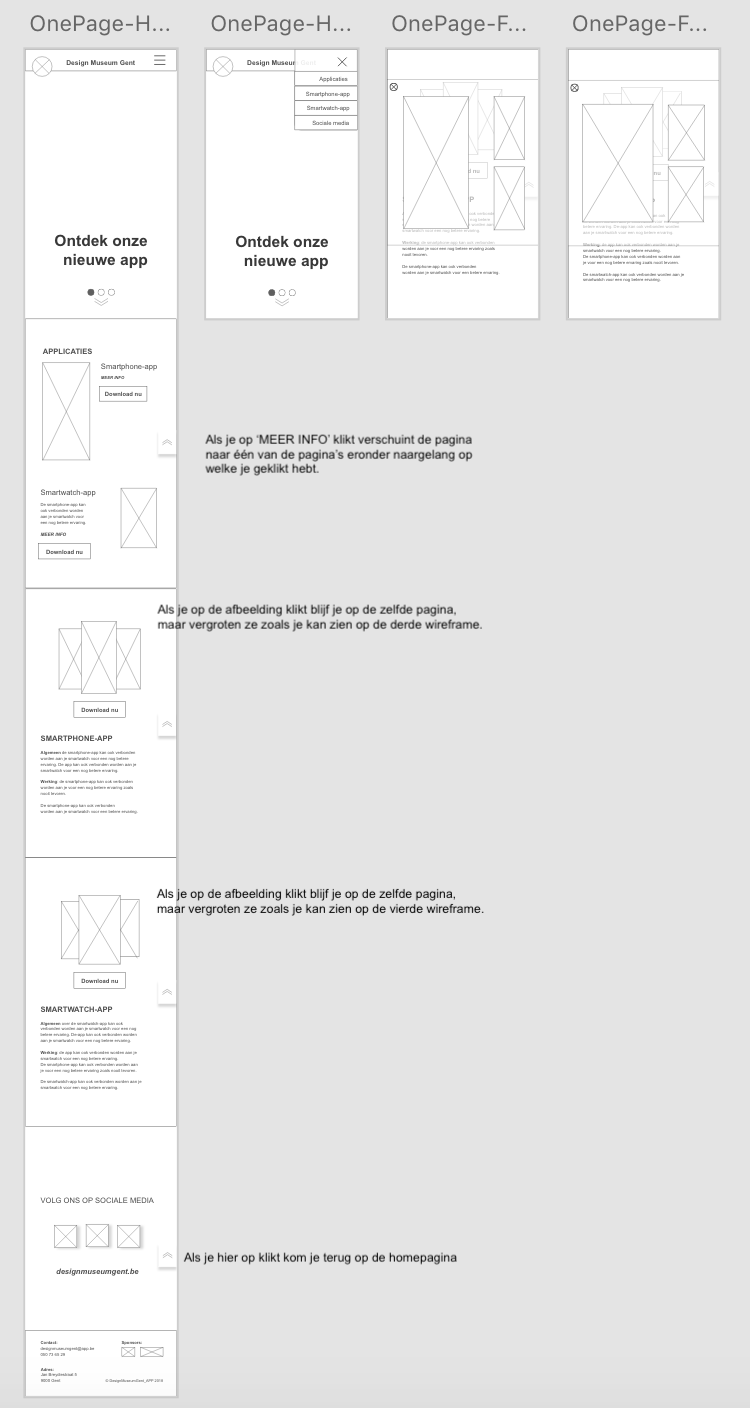 OnePage-H...
OnePage-H...
OnePage-F...
OnePage-F...
Design Museum Gent
Ontdek onze
nieuwe app
APPLICATIES
Smartphone-app
MEER INFO
Download nu
Smartwatch-app
De smartphone-app kan
ook verbonden worden
aan je smartwatch voor
een nog betere ervaring.
MEER INFO
Download nu
Download nu
SMARTPHONE-APP
Algemeen de smartphone-app kan ook verbonden
worden aan je smartwatch voor een nog betere
ervaring. De app kan ook verbonden worden aan je
smartwatch voor een nog betere ervaring.
Werking: de smartphone-app kan ook verbonden
worden aan je smartwatch voor een nog betere ervaring zoals
nooit tevoren.
De smartphone-app kan ook verbonden
worden aan je smartwatch voor een betere ervaring.
Download nu
SMARTWATCH-APP
Algemeen over de smartwatch-app kan ook
verbonden worden aan je smartwatch voor een nog
betere ervaring. De app kan ook verbonden worden
aan je smartwatch voor een nog betere ervaring.
Werking: de app kan ook verbonden worden aan je
smartwatch voor een nog betere ervaring.
De smartphone-app kan ook verbonden worden aan
je voor een nog betere ervaring zoals nooit tevoren.
De smartwatch-app kan ook verbonden worden aan je
smartwatch voor een nog betere ervaring.
VOLG ONS OP SOCIALE MEDIA
designmuseumgent.be
Contact:
designmuseumgent@app.be
Sponsors:
Adres:
9000 Gent
Design Museum Gent
Applicaties
Smartphone-app
Smartwatch-app
Sociale media
Ontdek onze
nieuwe app
Werking: de smartphone-app kan ook verbonden
worden aan je voor een nog betere ervaring zoals
nooit tevoren.
De smartphone-app kan ook verbonden
worden aan je smartwatch voor een nog betere ervaring.
Werking: de smartphone-app kan ook verbonden worden aan je
smartwatch voor een nog betere ervaring.
De smartphone-app kan ook verbonden worden aan
je voor een nog betere ervaring zoals nooit tevoren.
De smartwatch-app kan ook verbonden worden aan je
smartwatch voor een nog betere ervaring.
Als je op ‘MEER INFO’ klikt verschuint de pagina
naar één van de pagina’s eronder naargelang op
welke je geklikt hebt.
Als je op de afbeelding klikt blijf je op de zelfde pagina,
maar vergroten ze zoals je kan zien op de derde wireframe.
Als je op de afbeelding klikt blijf je op de zelfde pagina,
maar vergroten ze zoals je kan zien op de vierde wireframe.
Als je hier op klikt kom je terug op de homepagina